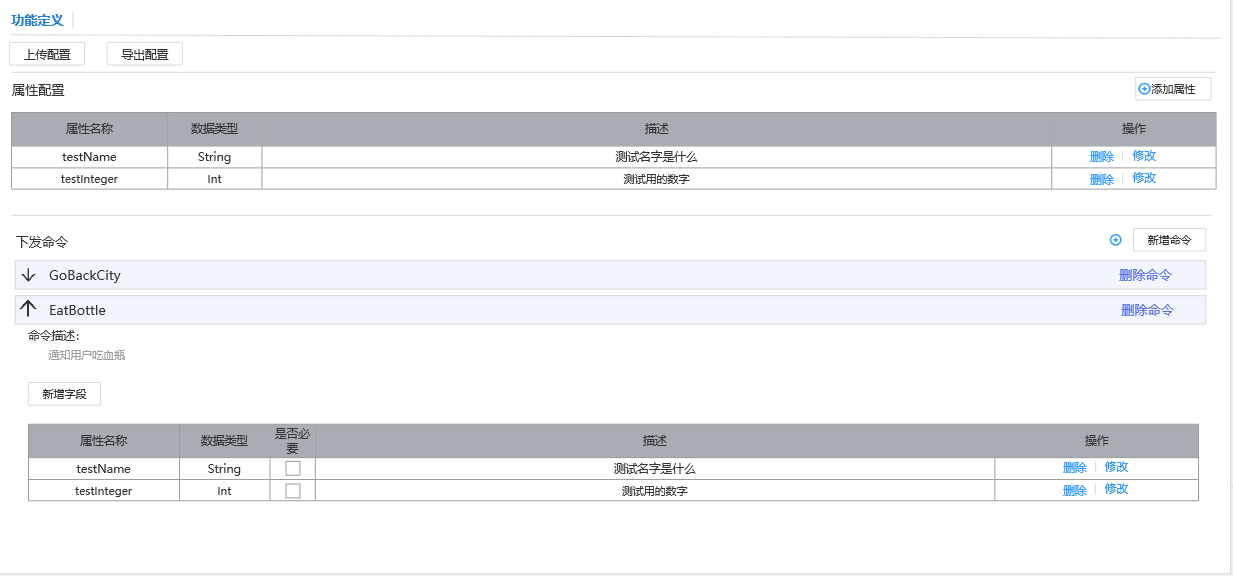 功能定义
上传配置 导出配置
属性配置 添加属性
属性名称 数据类型 描述 操作
testName String 测试名字是什么 删除 修改
testInteger Int 测试用的数字 删除 修改
下发命令 新增命令
GoBackCity 删除命令
EatBottle 删除命令
命令描述:
通知用户吃血瓶
新增字段
属性名称 数据类型 是否必要 描述 操作
testName String 测试名字是什么 删除 修改
testInteger Int 测试用的数字 删除 修改